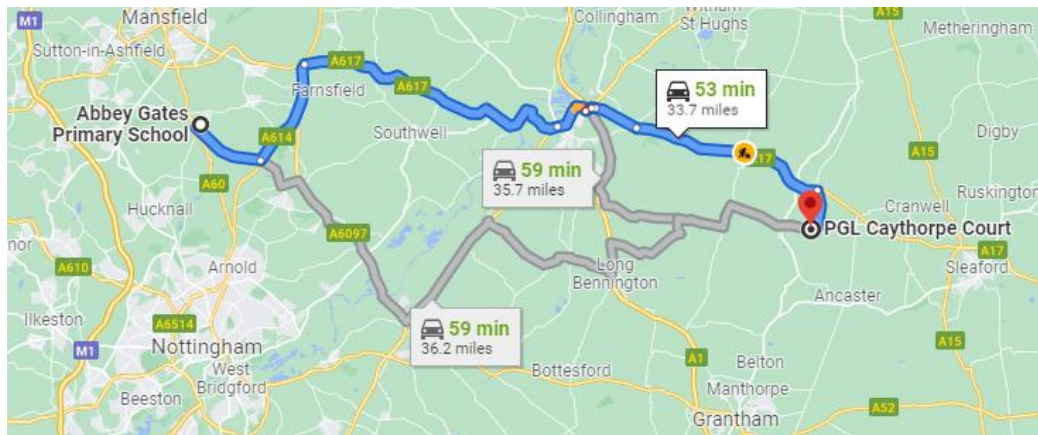 M1
Mansfield
Sutton-in-Ashfield
A617
A617
Farnsfield
Collingham
St Hughs
A15
Metheringham
Abbey Gates
Primary School
A614
Southwell
53 min
33.7 miles
Digby
A15
A60
Hucknall
59 min
35.7 miles
A17
Ruskington
Cranwell
PGL Caythorpe Court
A6097
A610
Arnold
Long
Bennington
A17
Sleaford
Ancaster
Ilkeston
A6514
Nottingham
59 min
36.2 miles
M1
West
Bridgford
Beeston
Bottesford
A1
Belton
Manthorpe
A15
Grantham
A52